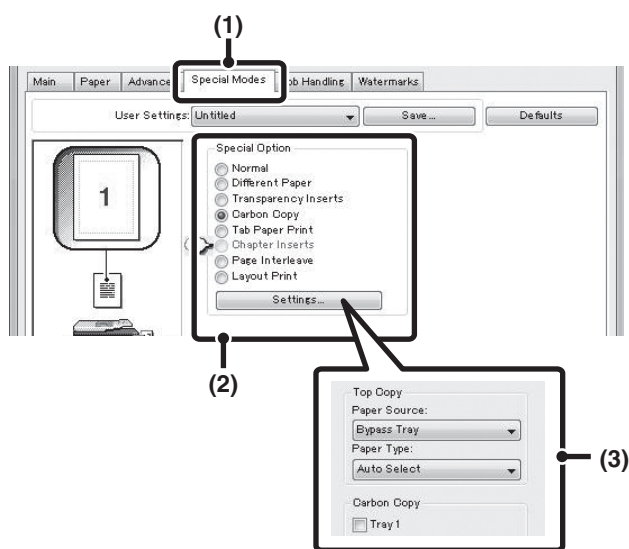 (1)
Main Paper Advance Special Modes ob Handling Watermarks
User Settings: Untitled Save... Defaults
Special Option
Normal
Different Paper
Transparency Inserts
Carbon Copy
Tab Paper Print
Chapter Inserts
Page Interleave
Layout Print
Settings...
1
(2)
Top Copy
Paper Source:
Bypass Tray
Paper Type:
Auto Select
Carbon Copy
Tray 1
(3)